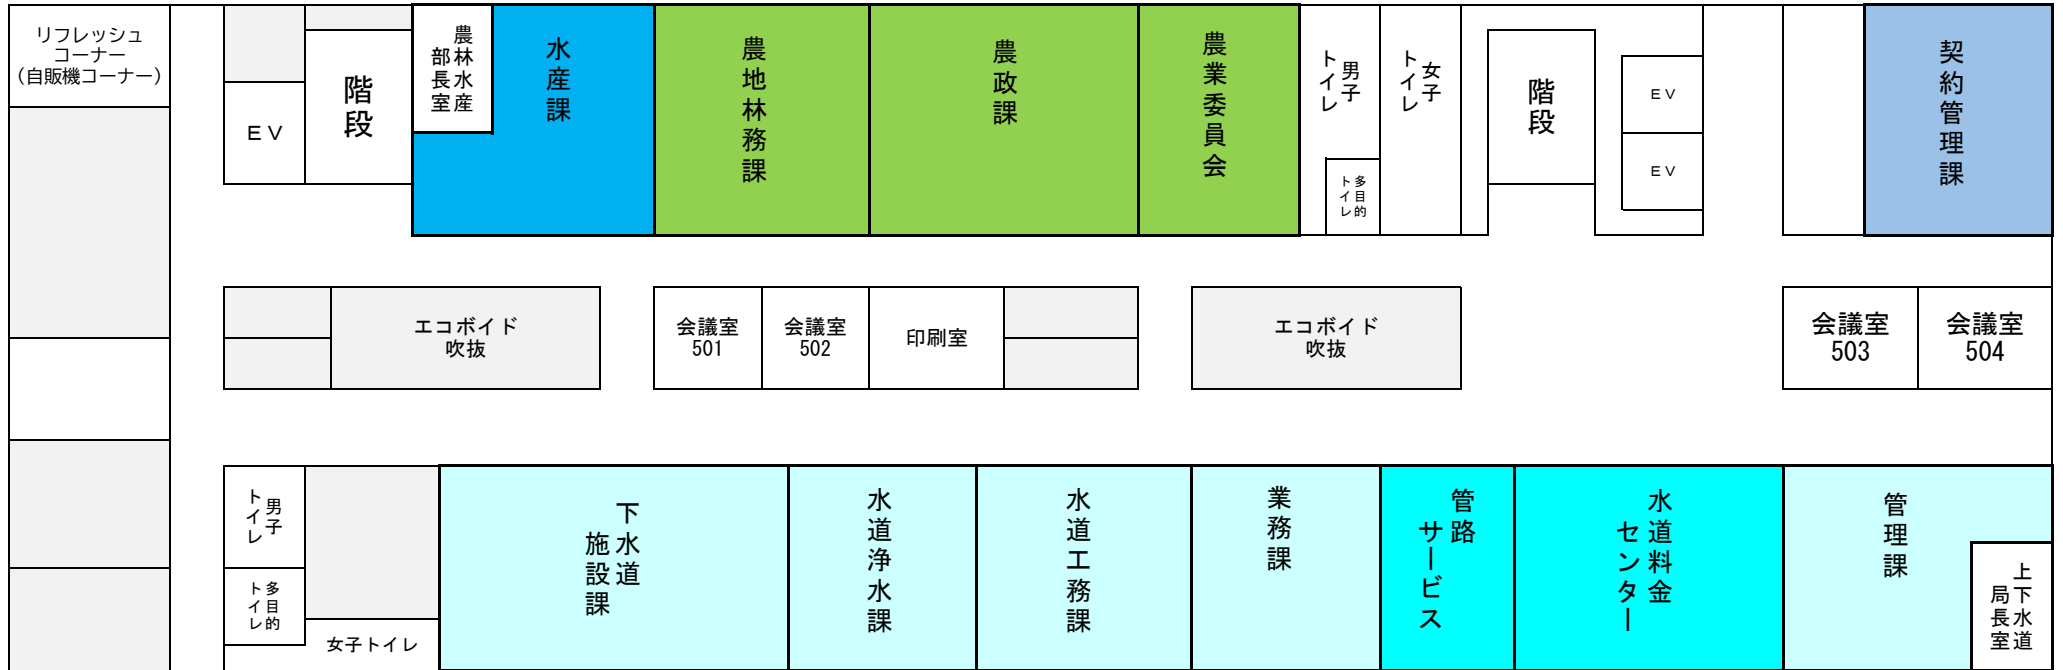 リフレッシュ
コーナー
(自販機コーナー)
ＥＶ
階段
農林水産
部長室
水産課
農地林務課
農政課
農業委員会
男子
トイレ
多目的
トイレ
女子
トイレ
階段
ＥＶ
ＥＶ
契約管理課
エコボイド
吹抜
会議室
501
会議室
502
印刷室
エコボイド
吹抜
会議室
503
会議室
504
男子
トイレ
多目的
トイレ
女子トイレ
下水道
施設課
水道浄水課
水道工務課
業務課
管路
サービス
水道料金
センター
管理課
上下水道
局長室